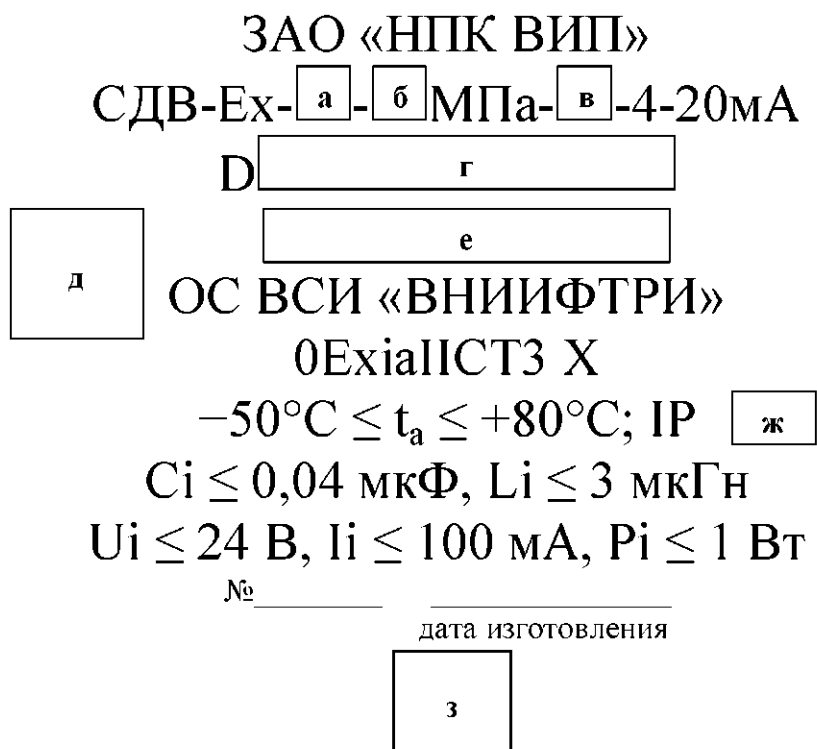 ЗАО «НПК ВИП»
СДВ-Ех-а-бМПа-в-4-20мА
D г
е
д
ОС ВСИ «ВНИИФТРИ»
0ExiaIICT3 X
−50°С ≤ tа ≤ +80°С; IP ж
Ci ≤ 0,04 мкФ, Li ≤ 3 мкГн
Ui ≤ 24 В, Ii ≤ 100 мА, Pi ≤ 1 Вт
№
дата изготовления
з